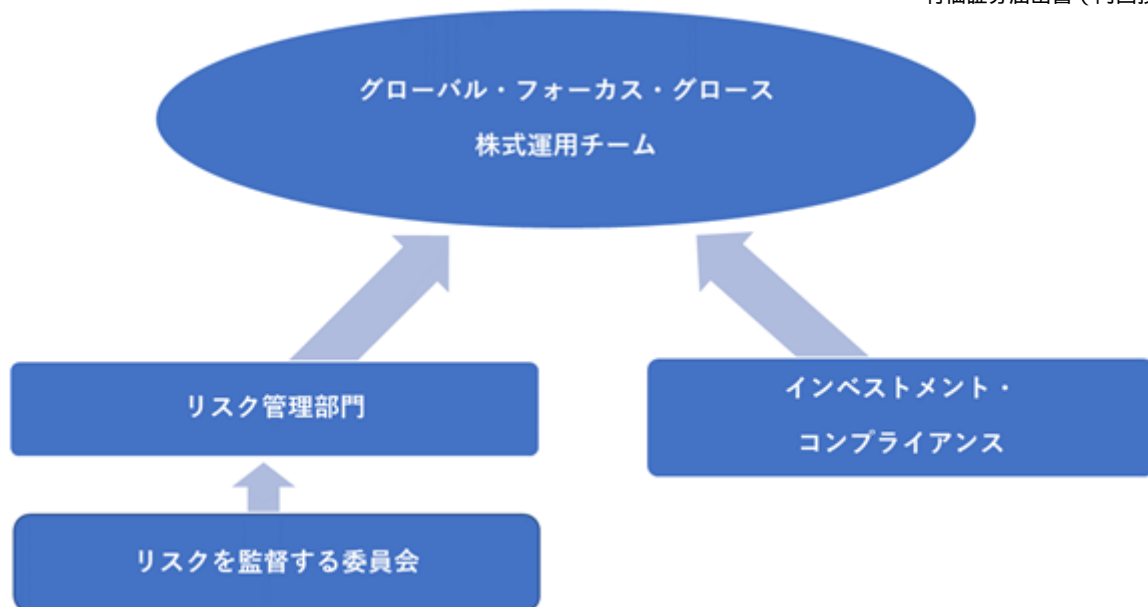 グローバル・フォーカス・グロース
株式運用チーム
リスク管理部門
インベストメント・
コンプライアンス
リスクを監督する委員会